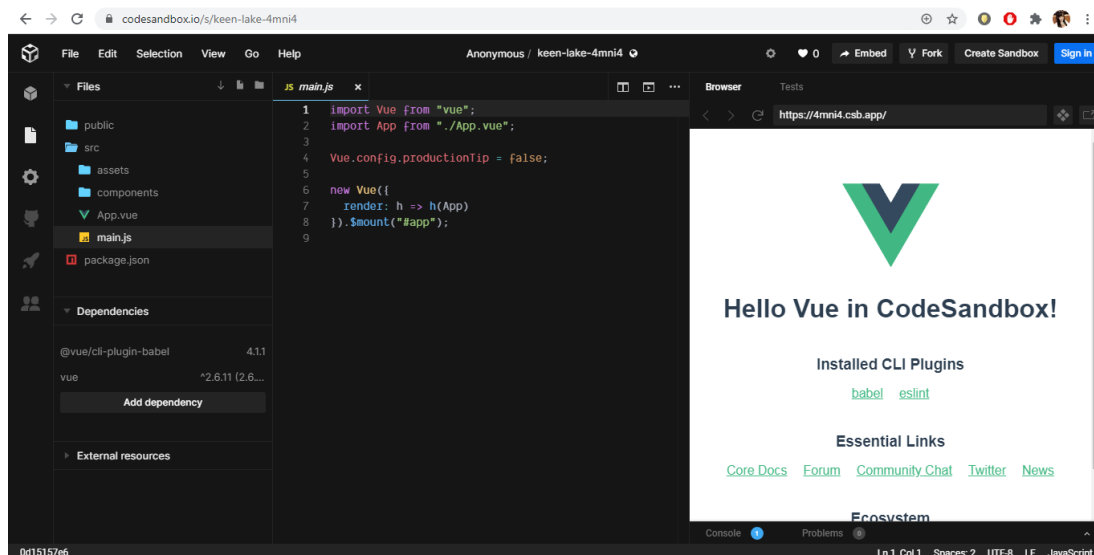 codesandbox.io/s/keen-lake-4mni4
File Edit Selection View Go Help
Anonymous / keen-lake-4mni4
0 Embed Fork Create Sandbox Sign in
Files
public
src
assets
components
App.vue
main.js
package.json
Dependencies
@vue/cli-plugin-babel 4.1.1
vue ^2.6.11 (2.6....
Add dependency
External resources
JS main.js x
1 import Vue from "vue";
2 import App from "./App.vue";
3
4 Vue.config.productionTip = false;
5
6 new Vue({
7 render: h => h(App)
8 }).$mount("#app");
9
Browser Tests
https://4mni4.csb.app/
Hello Vue in CodeSandbox!
Installed CLI Plugins
babel eslint
Essential Links
Core Docs Forum Community Chat Twitter News
Ecosystem
Console 1 Problems 0
0d15157e6 Ln 1, Col 1 Spaces: 2 UTF-8 LF JavaScript